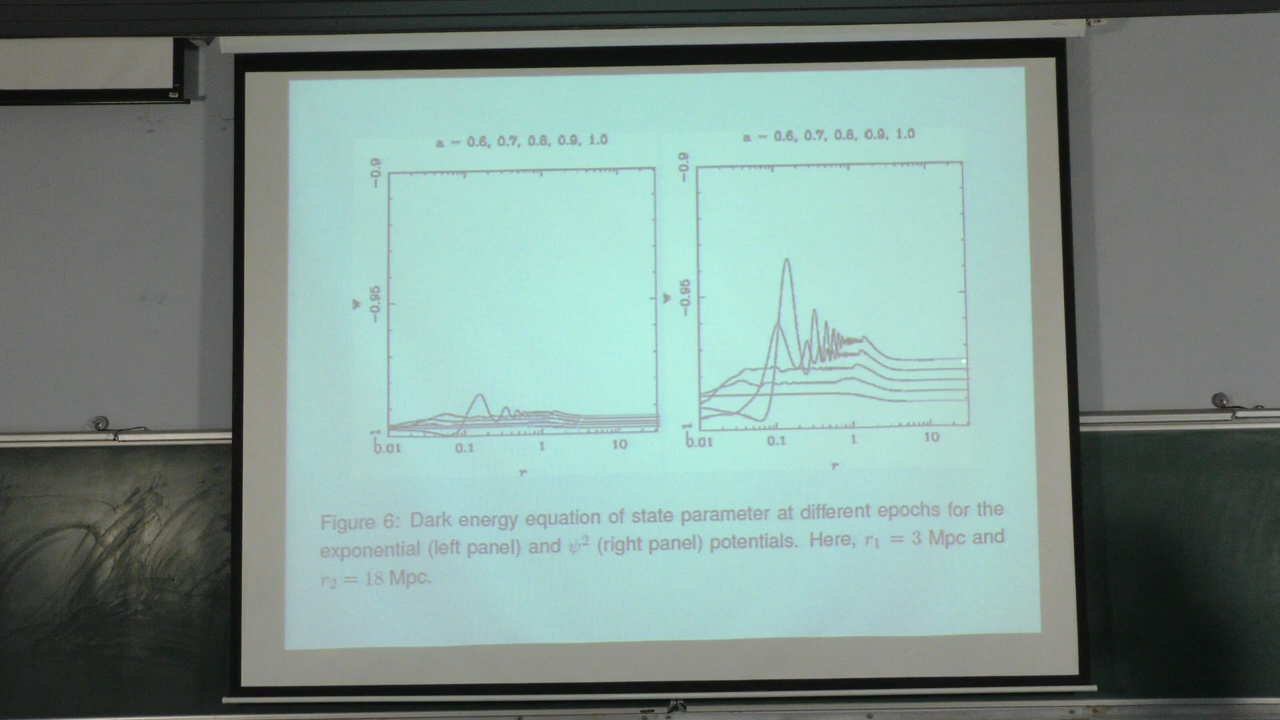 a = 0.6, 0.7, 0.8, 0.9, 1.0
a = 0.6, 0.7, 0.8, 0.9, 1.0
-0.9
w
-0.95
-1
0.01
0.1
1
10
r
-0.9
w
-0.95
-1
0.01
0.1
1
10
r
Figure 6: Dark energy equation of state parameter at different epochs for the
exponential (left panel) and ψ² (right panel) potentials. Here, r₁ = 3 Mpc and
r₂ = 18 Mpc.